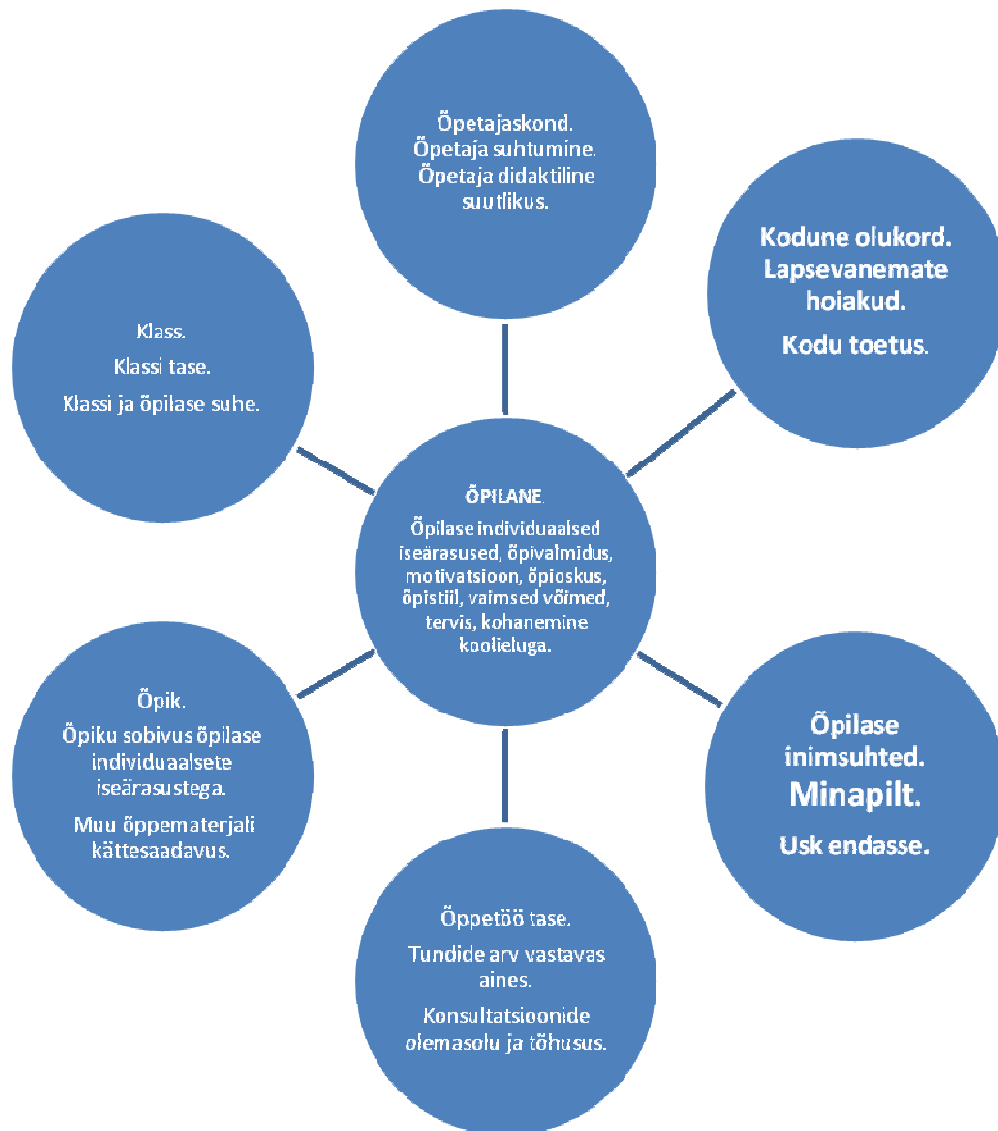 Õpetajaskond.
Õpetaja suhtumine.
Õpetaja didaktiline
suutlikus.
Kodune olukord.
Lapsevanemate
hoiakud.
Kodu toetus.
Klass.
Klassi tase.
Klassi ja õpilase suhe.
ÕPILANE.
Õpilase individuaalsed
iseärasused, õpivalmidus,
motivatsioon, õpioskus,
õpistiil, vaimsed võimed,
tervis, kohanemine
koolieluga.
Õpik.
Õpiku sobivus õpilase
individuaalsete
iseärasustega.
Muu õppematerjali
kättesaadavus.
Õpilase
inimsuhted.
Minapilt.
Usk endasse.
Õppetöö tase.
Tundide arv vastavas
aines.
Konsultatsioonide
olemasolu ja tõhusus.